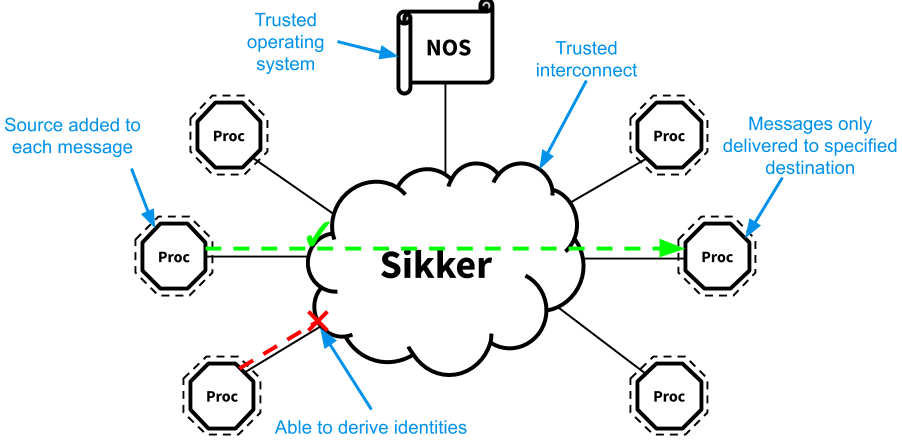 Trusted
operating
system
NOS
Trusted
interconnect
Source added to
each message
Proc
Proc
Messages only
delivered to specified
destination
Proc
Sikker
Proc
Proc
Proc
Able to derive identities